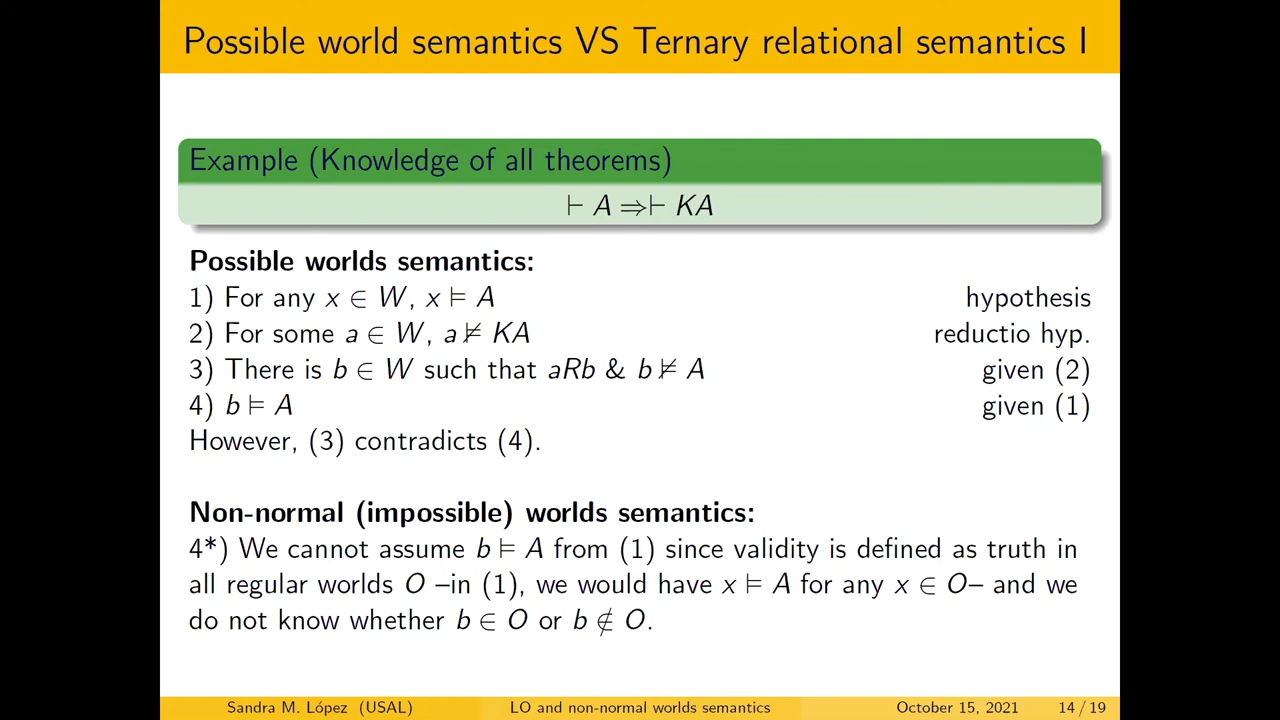 Possible world semantics VS Ternary relational semantics I
Example (Knowledge of all theorems)
⊢ A ⇒⊢ KA
Possible worlds semantics:
1) For any x ∈ W, x ⊨ A hypothesis
2) For some a ∈ W, a ⊭ KA reductio hyp.
3) There is b ∈ W such that aRb & b ⊭ A given (2)
4) b ⊨ A given (1)
However, (3) contradicts (4).
Non-normal (impossible) worlds semantics:
4*) We cannot assume b ⊨ A from (1) since validity is defined as truth in
all regular worlds O –in (1), we would have x ⊨ A for any x ∈ O– and we
do not know whether b ∈ O or b ∉ O.
Sandra M. López (USAL) LO and non-normal worlds semantics October 15, 2021 14 / 19